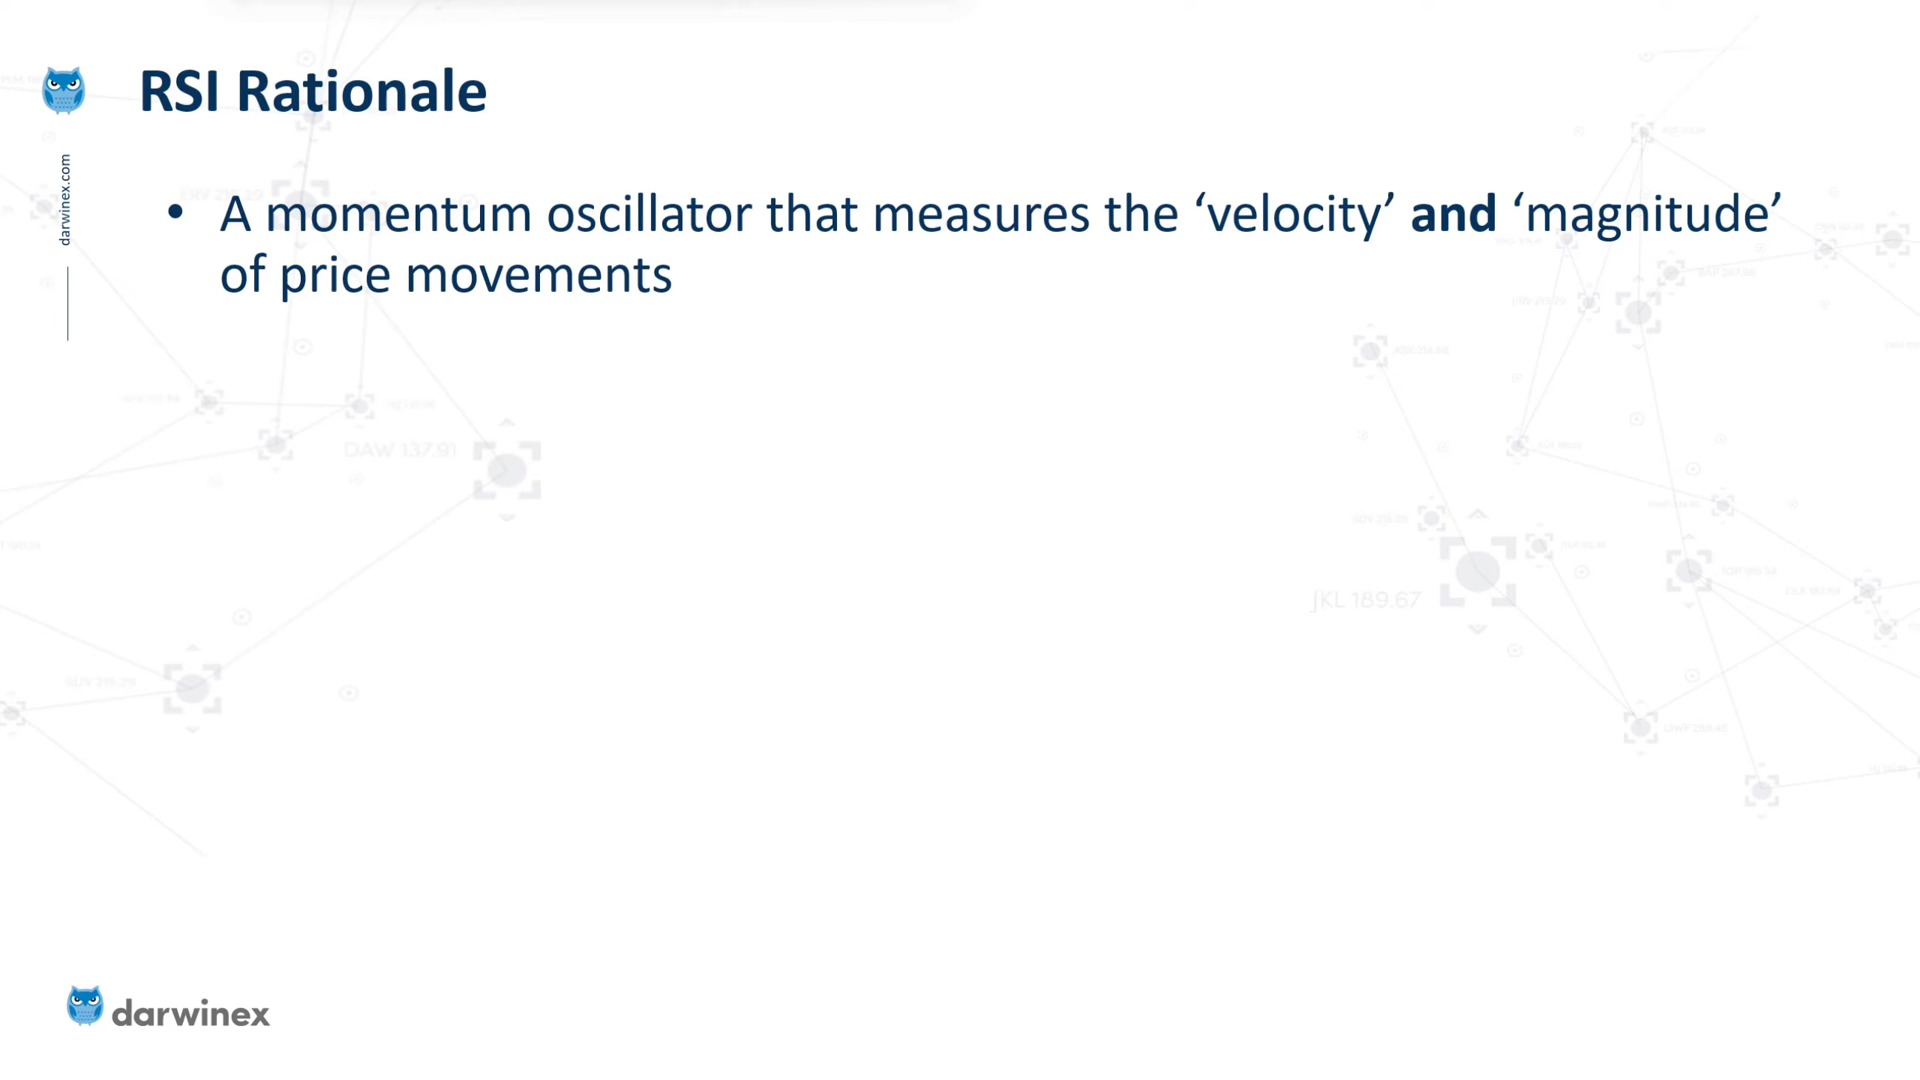 RSI Rationale
darwinex.com
• A momentum oscillator that measures the ‘velocity’ and ‘magnitude’
of price movements
DAW 137.91
JKL 189.67
darwinex